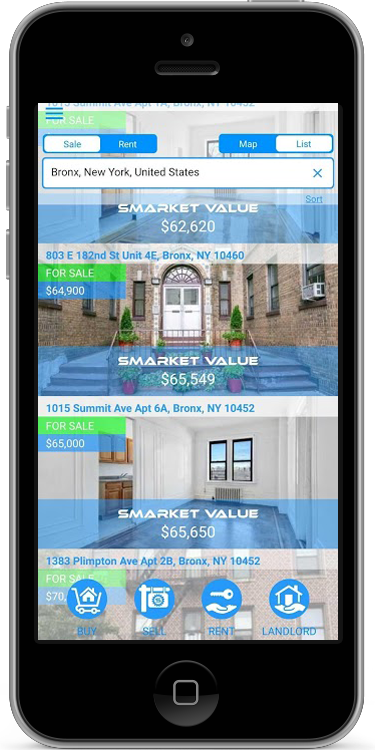 1015 Summit Ave Apt 1A, Bronx, NY 10452
FOR SALE
Sale
Rent
Map
List
Bronx, New York, United States
Sort
SMARKET VALUE
$62,620
803 E 182nd St Unit 4E, Bronx, NY 10460
FOR SALE
$64,900
SMARKET VALUE
$65,549
1015 Summit Ave Apt 6A, Bronx, NY 10452
FOR SALE
$65,000
SMARKET VALUE
$65,650
1383 Plimpton Ave Apt 2B, Bronx, NY 10452
FOR SALE
$70,
BUY
SELL
RENT
LANDLORD